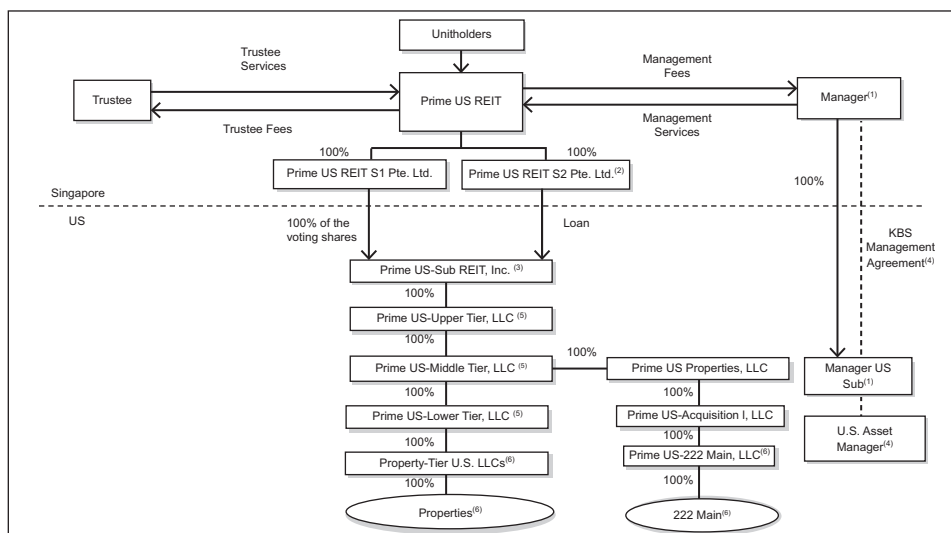 Unitholders
Trustee
Services
Management
Fees
Trustee
Prime US REIT
Manager(1)
Trustee Fees
Management
Services
100%
100%
Prime US REIT S1 Pte. Ltd.
Prime US REIT S2 Pte. Ltd.(2)
100%
Singapore
US
100% of the
voting shares
Loan
KBS
Management
Agreement(4)
Prime US-Sub REIT, Inc. (3)
100%
Prime US-Upper Tier, LLC (5)
100%
100%
Prime US-Middle Tier, LLC (5)
Prime US Properties, LLC
Manager US
Sub(1)
100%
100%
Prime US-Lower Tier, LLC (5)
Prime US-Acquisition I, LLC
U.S. Asset
Manager(4)
100%
100%
Property-Tier U.S. LLCs(6)
Prime US-222 Main, LLC(6)
100%
100%
Properties(6)
222 Main(6)